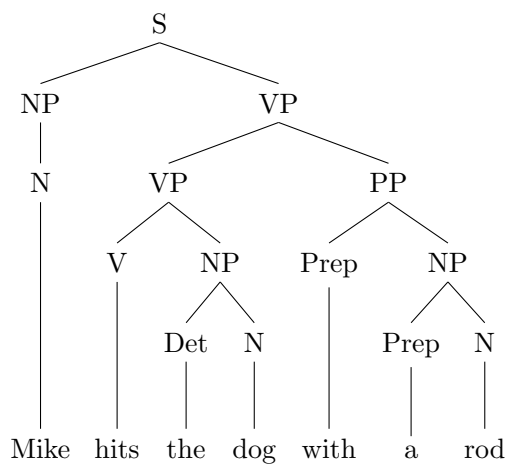 S
NP VP
N VP PP
V NP Prep NP
Det N Prep N
Mike hits the dog with a rod